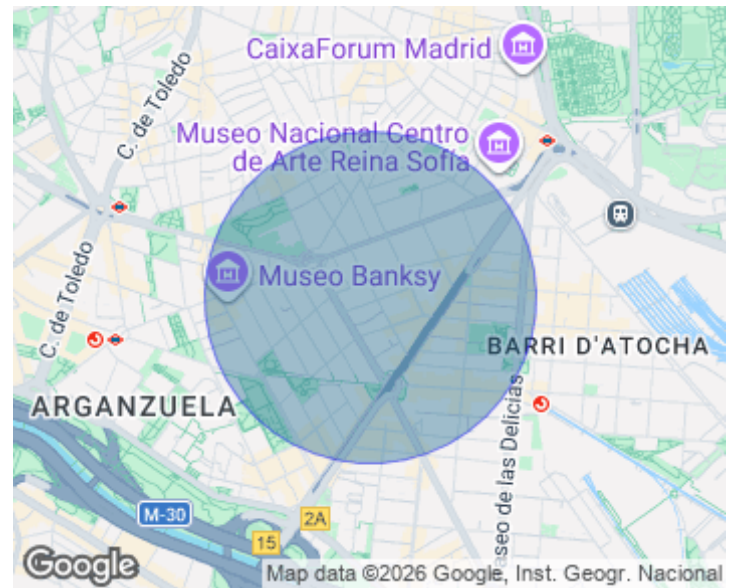 CaixaForum Madrid
C. de Toledo
Museo Nacional Centro
de Arte Reina Sofía
Museo Banksy
C. de Toledo
BARRI D'ATOCHA
ARGANZUELA
aseo de las Delicias
M-30
2A
15
Google
Map data ©2026 Google, Inst. Geogr. Nacional